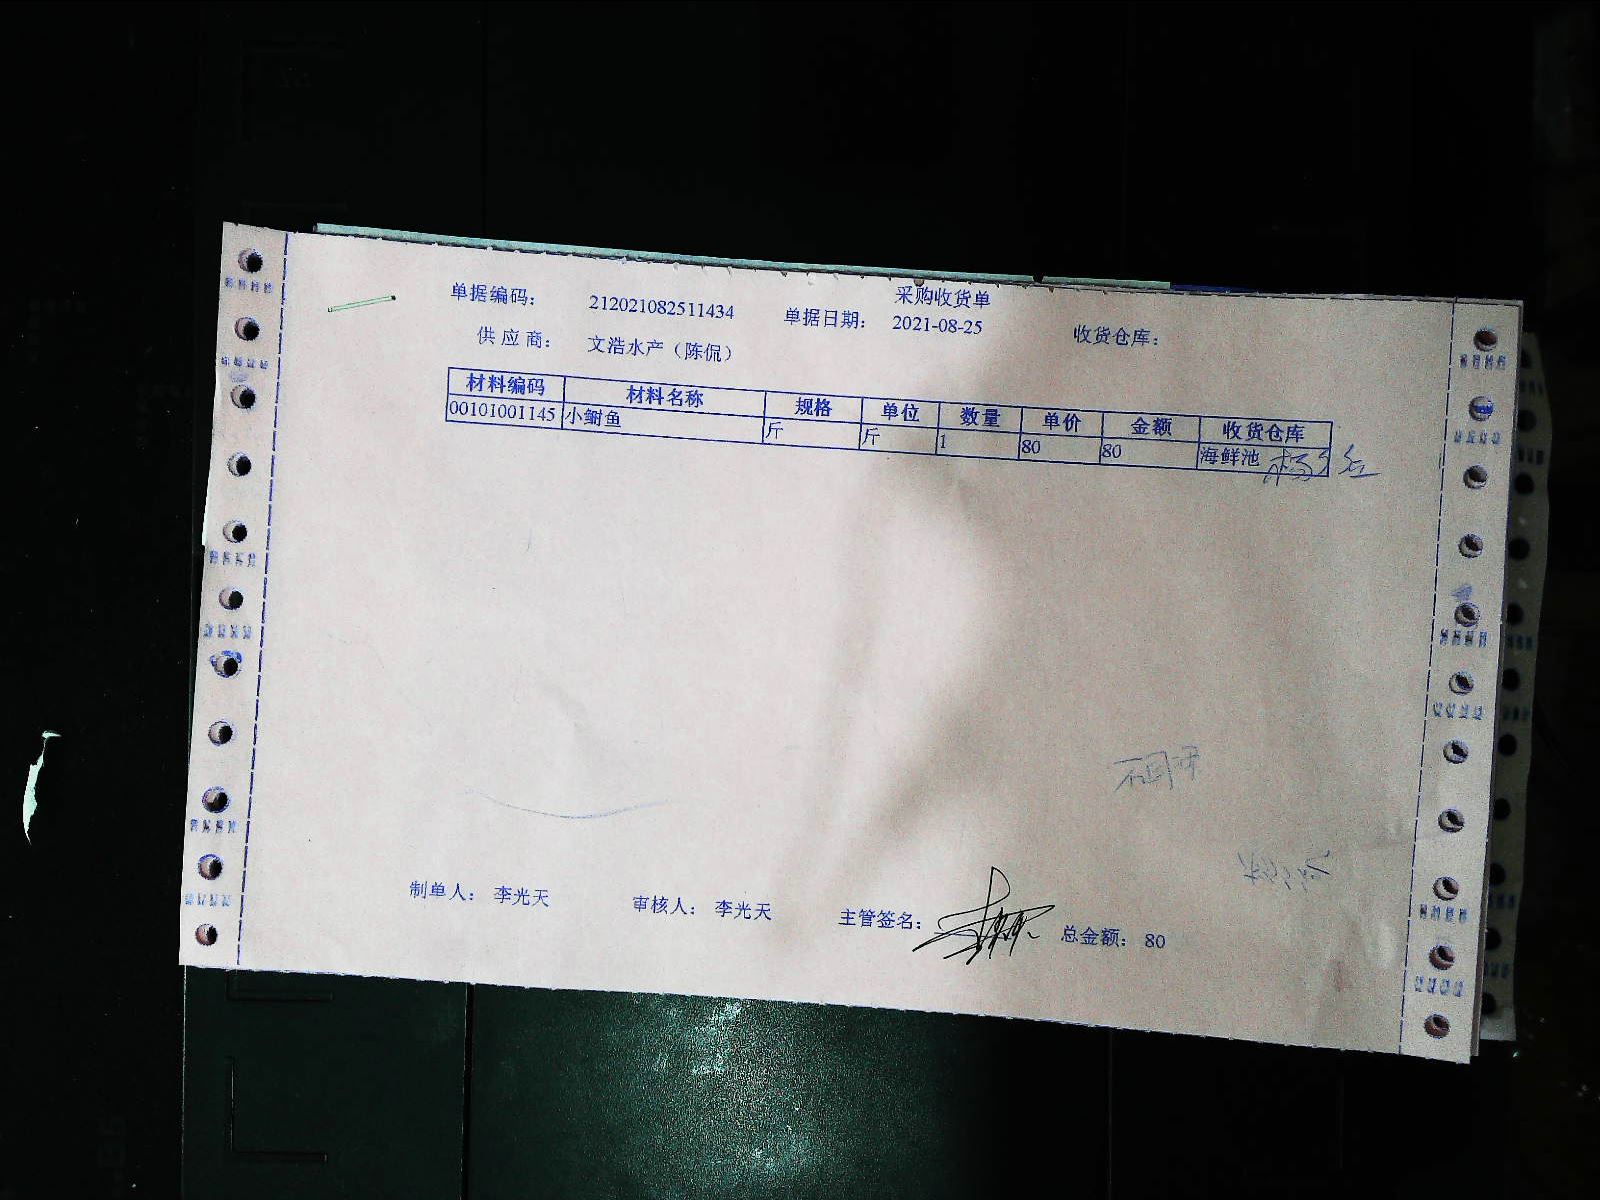 采购收货单
单据编码: 212021082511434 单据日期: 2021-08-25 收货仓库:
供应商: 文浩水产(陈侃)
材料编码 材料名称 规格 单位 数量 单价 金额 收货仓库
00101001145 小鲥鱼 斤 斤 1 80 80 海鲜池
制单人: 李光天 审核人: 李光天 主管签名: 总金额: 80